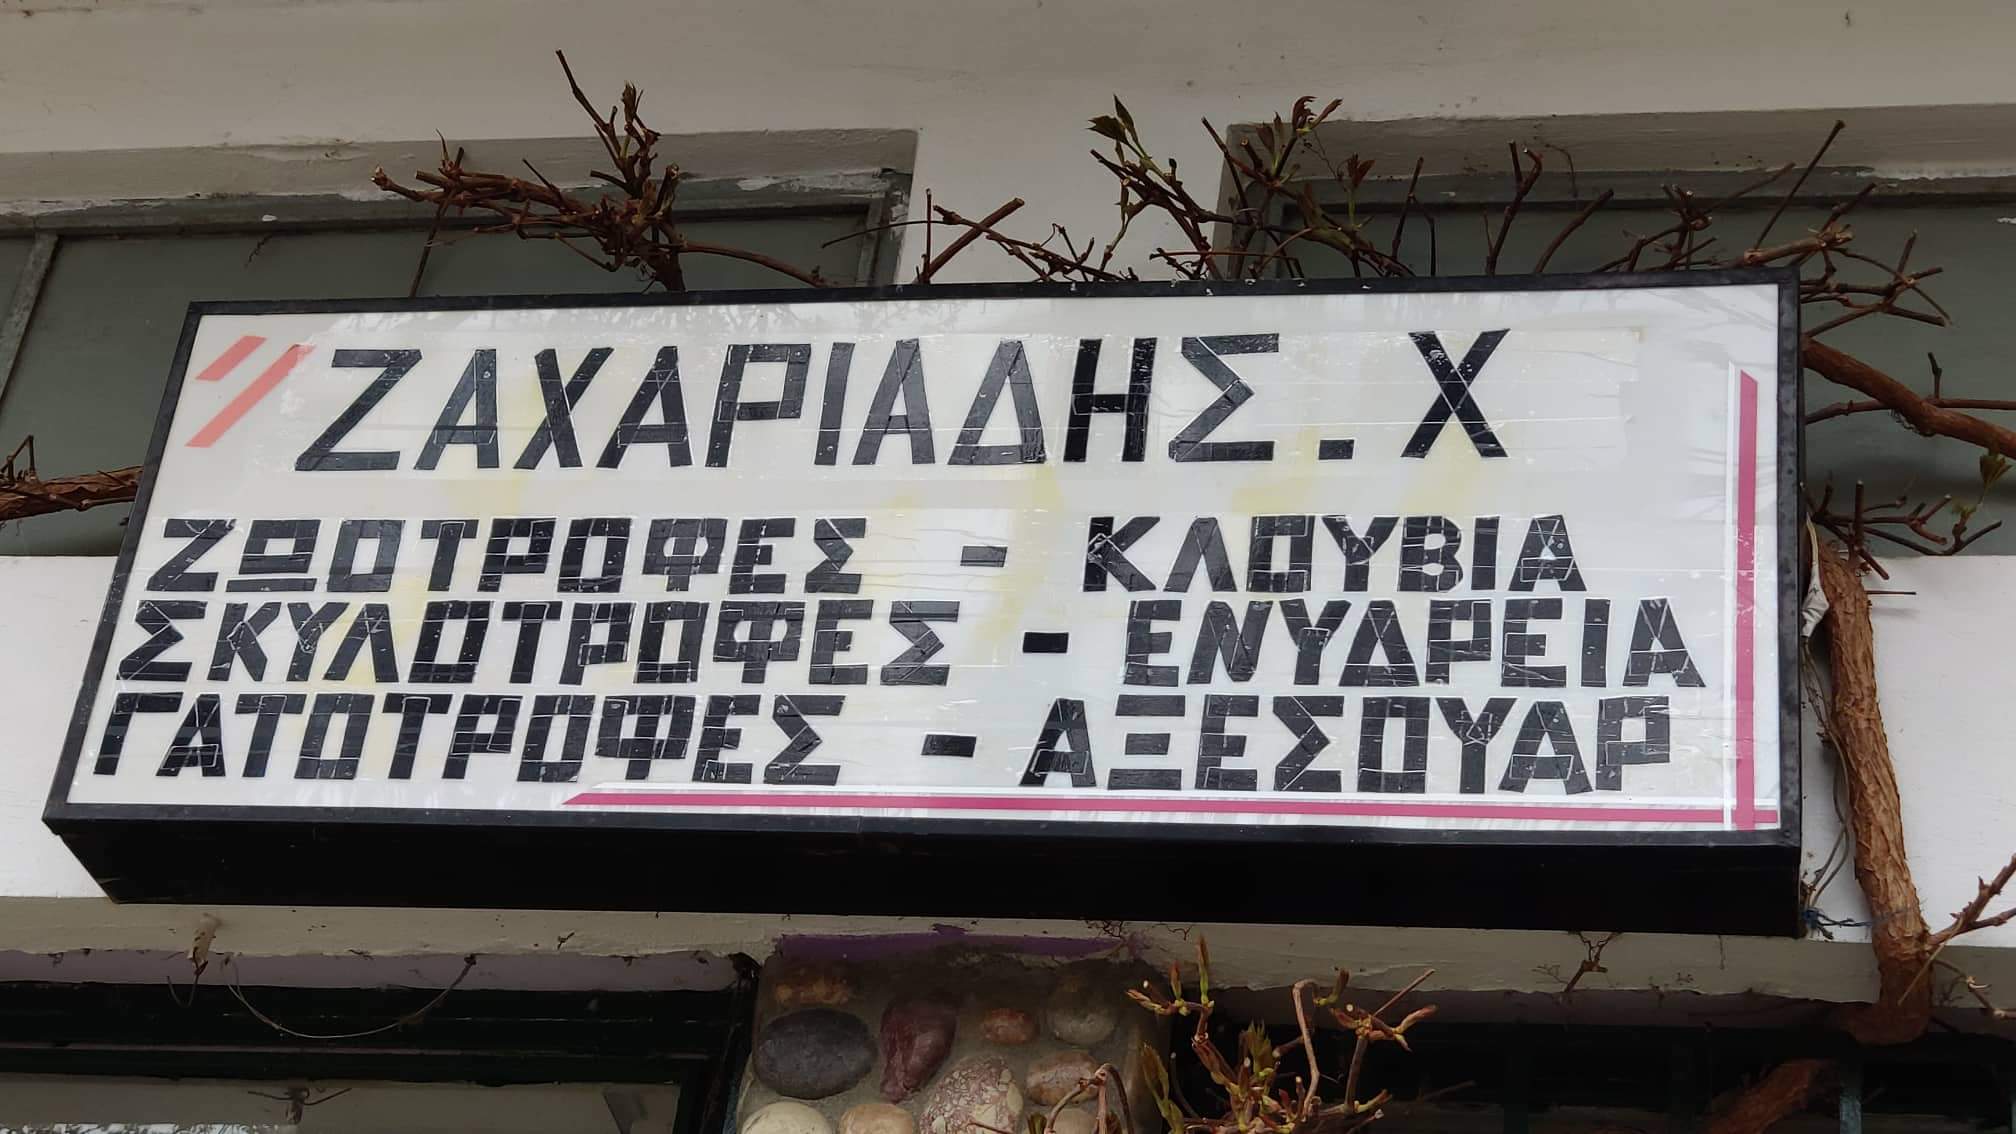 ΖΑΧΑΡΙΑΔΗΣ. Χ
ΖΩΟΤΡΟΦΕΣ - ΚΛΟΥΒΙΑ
ΣΚΥΛΟΤΡΟΦΕΣ - ΕΝΥΔΡΕΙΑ
ΓΑΤΟΤΡΟΦΕΣ - ΑΞΕΣΟΥΑΡ